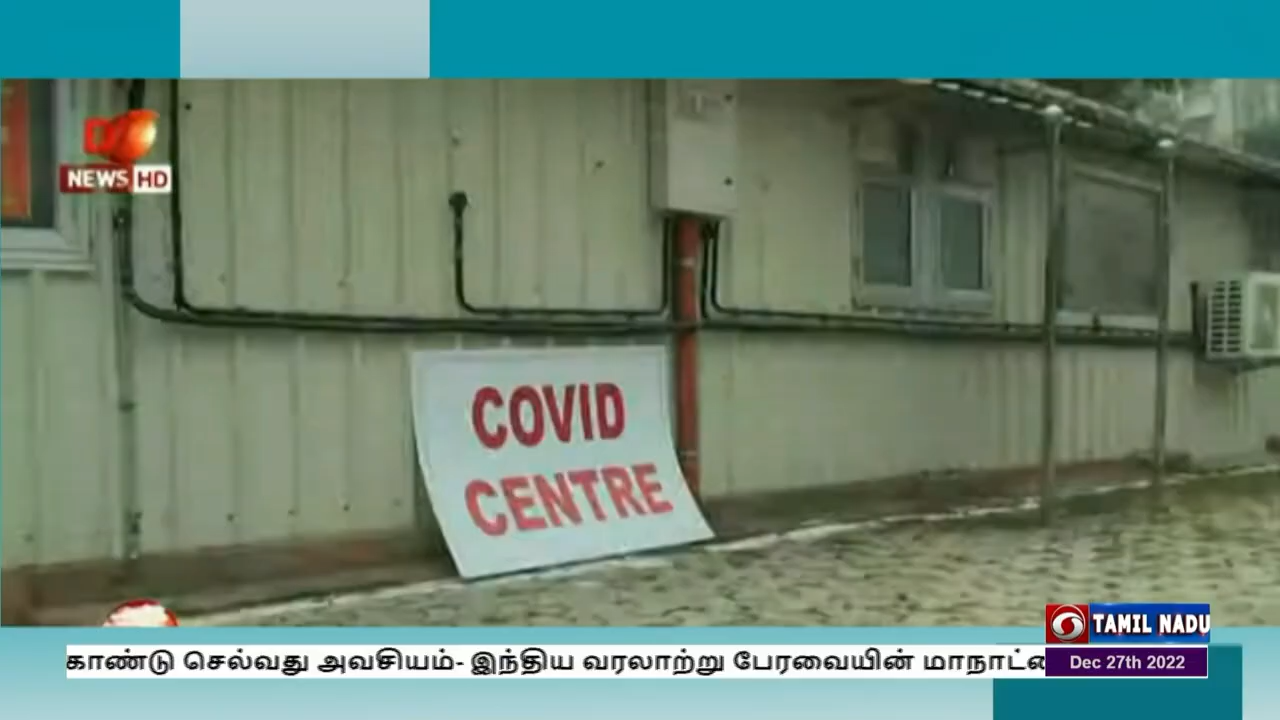 NEWS HD
COVID
CENTRE
TAMIL NADU
காண்டு செல்வது அவசியம்- இந்திய வரலாற்று பேரவையின் மாநாட்
Dec 27th 2022